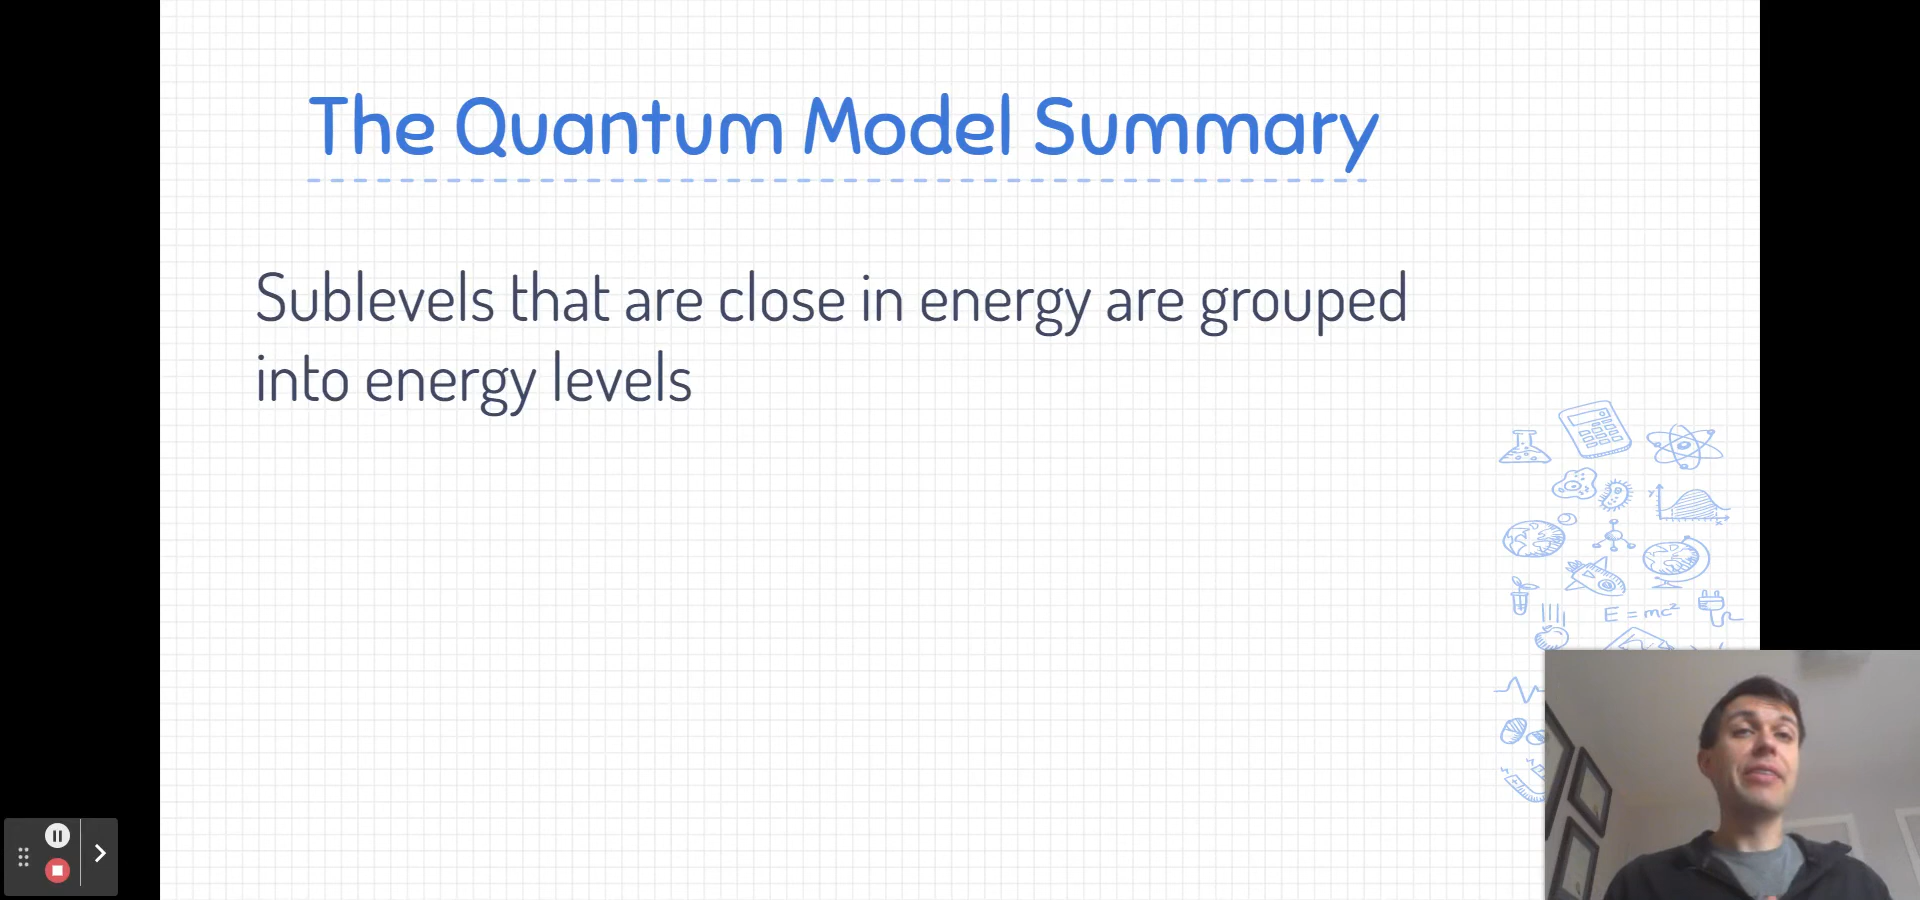 The Quantum Model Summary
Sublevels that are close in energy are grouped
into energy levels
E = mc²